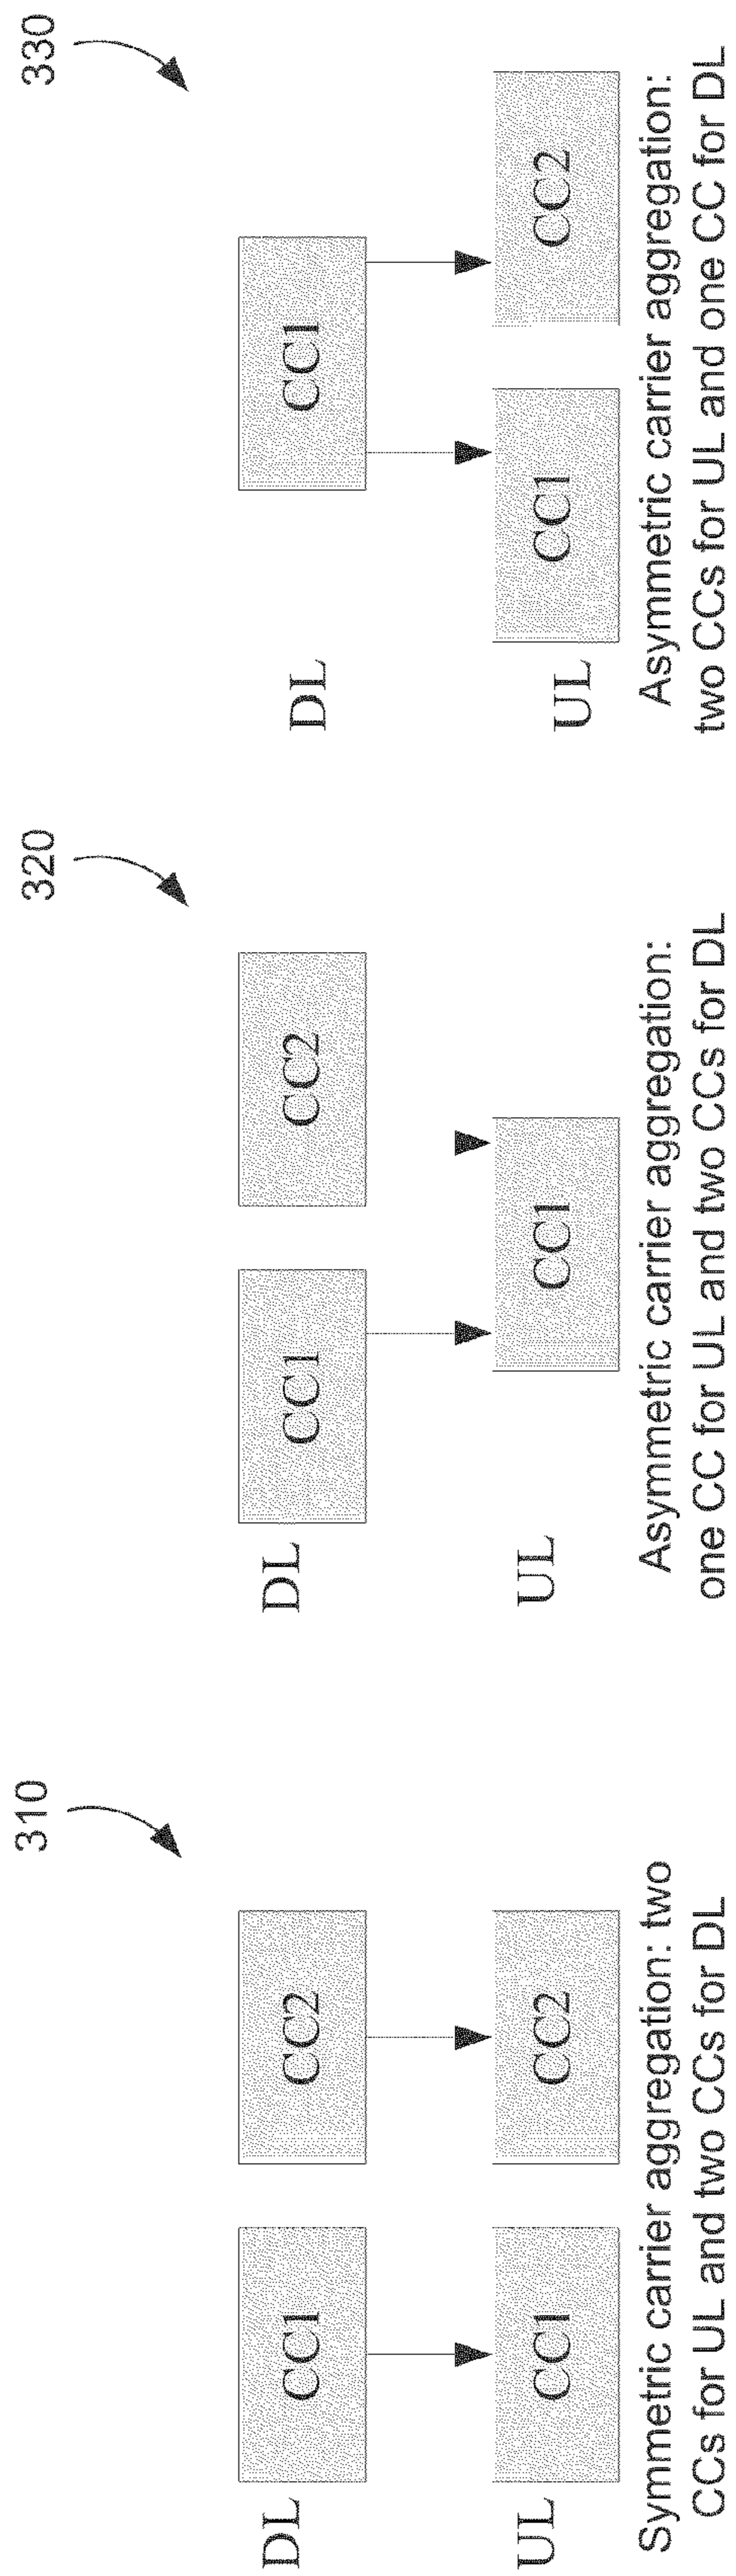 310
DL
CC1
CC2
UL
CC1
CC2
Symmetric carrier aggregation: two
CCs for UL and two CCs for DL
320
DL
CC1
CC2
UL
CC1
Asymmetric carrier aggregation:
one CC for UL and two CCs for DL
330
DL
CC1
UL
CC1
CC2
Asymmetric carrier aggregation:
two CCs for UL and one CC for DL